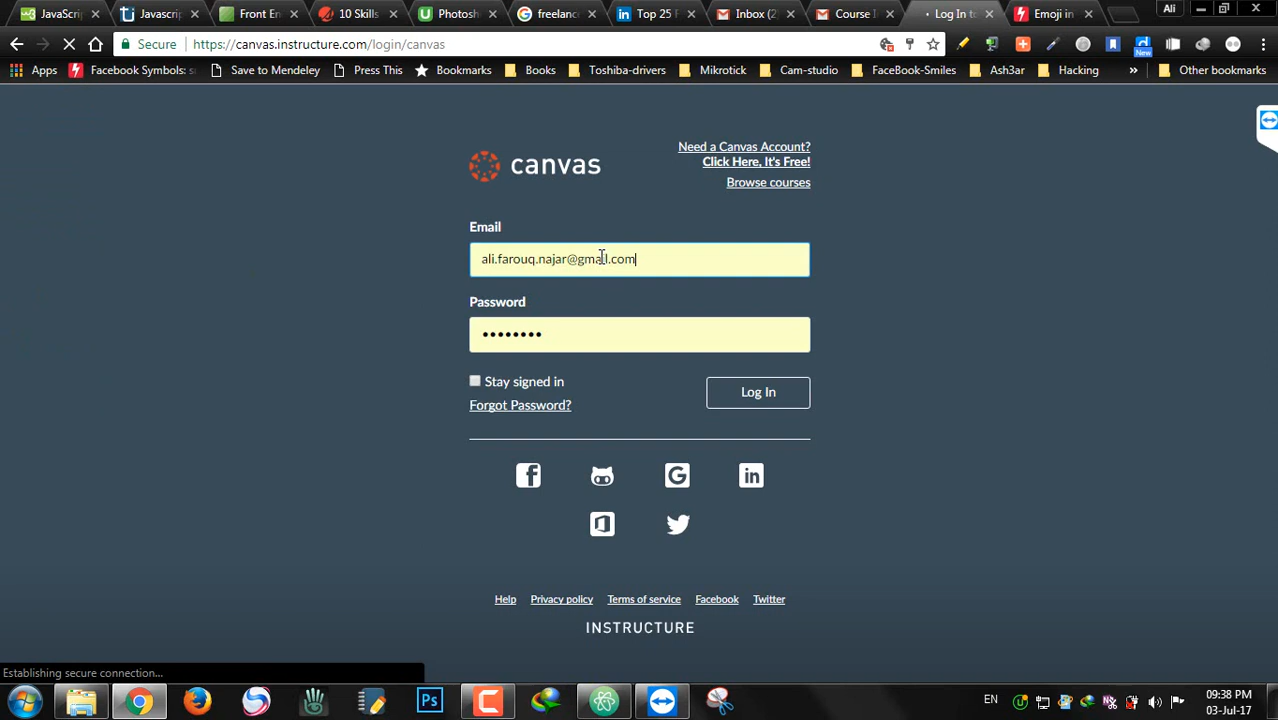 JavaScri
Javascrip
Front En
10 Skills
Photosh
freelanc
Top 25 F
Inbox (2
Course I
Log In to
Emoji in
Ali
Secure
https://canvas.instructure.com/login/canvas
New
Apps
Facebook Symbols: s
Save to Mendeley
Press This
Bookmarks
Books
Toshiba-drivers
Mikrotick
Cam-studio
FaceBook-Smiles
Ash3ar
Hacking
»
Other bookmarks
canvas
Need a Canvas Account?
Click Here, It's Free!
Browse courses
Email
ali.farouq.najar@gmail.com
Password
••••••••
Stay signed in
Forgot Password?
Log In
Help
Privacy policy
Terms of service
Facebook
Twitter
INSTRUCTURE
Establishing secure connection...
Ps
EN
09:38 PM
03-Jul-17